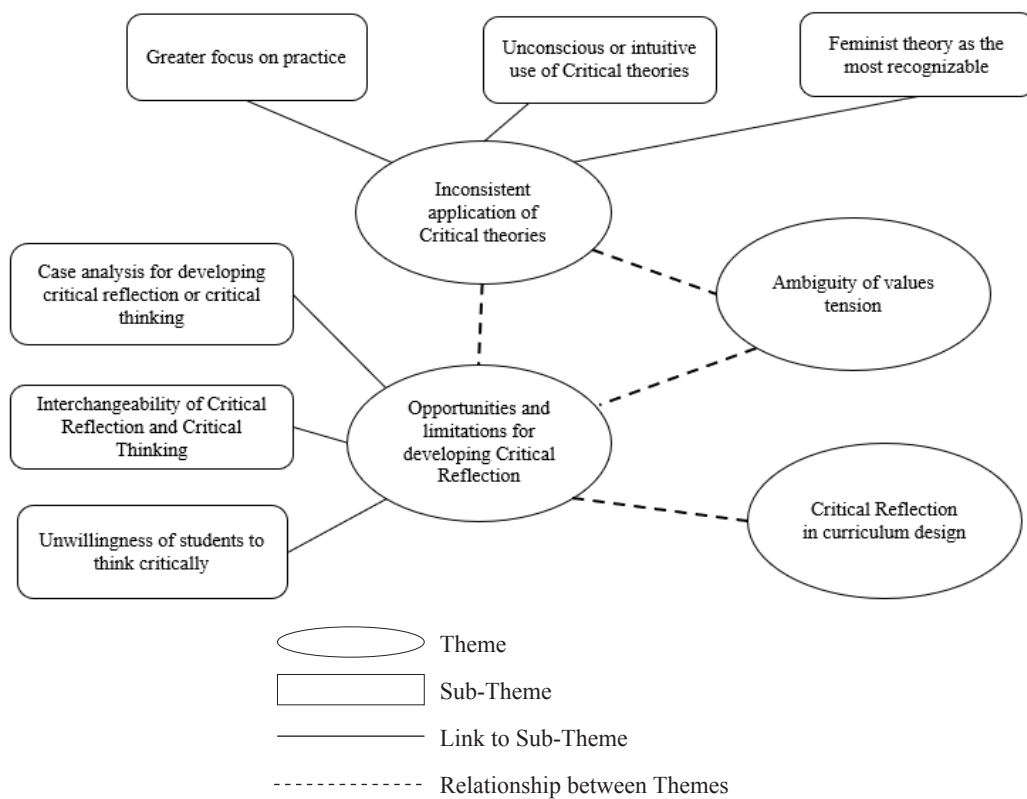 Greater focus on practice
Unconscious or intuitive
use of Critical theories
Feminist theory as the
most recognizable
Inconsistent
application of
Critical theories
Case analysis for developing
critical reflection or critical
thinking
Ambiguity of values
tension
Interchangeability of Critical
Reflection and Critical
Thinking
Opportunities and
limitations for
developing Critical
Reflection
Unwillingness of students to
think critically
Critical Reflection
in curriculum design
Theme
Sub-Theme
Link to Sub-Theme
Relationship between Themes